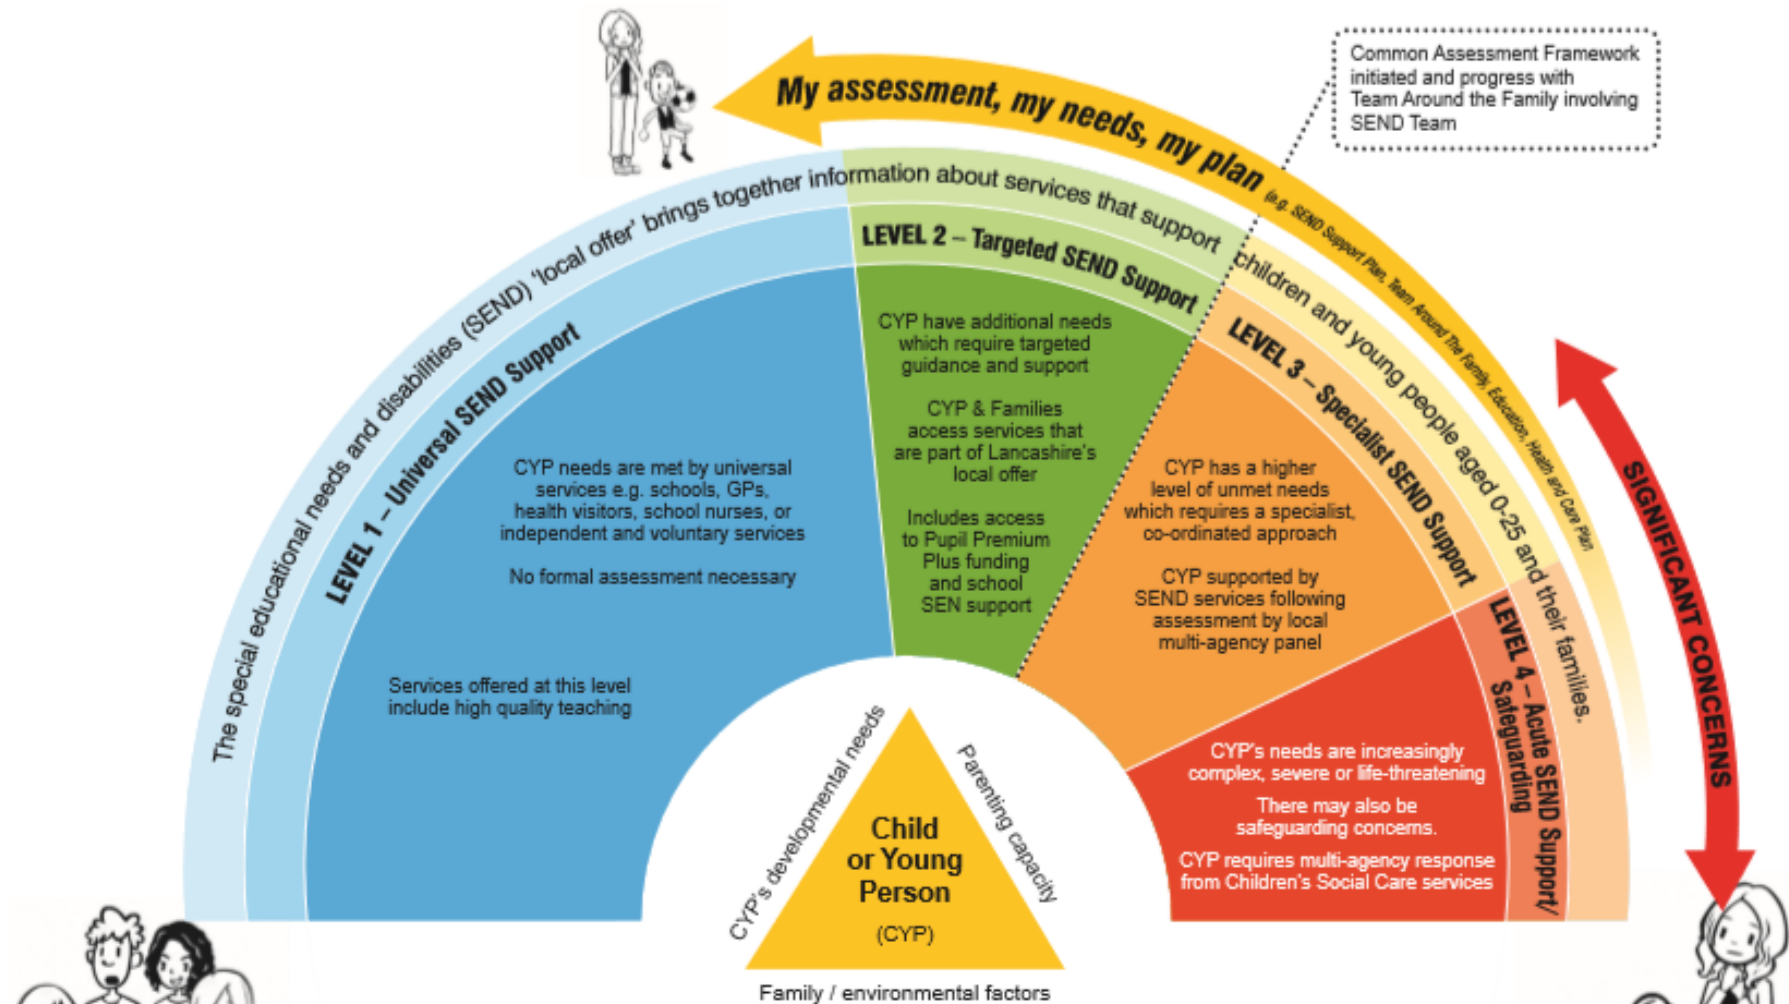 My assessment, my needs, my plan (e.g. SEND Support Plan, Team Around The Family, Education, Health and Care Plan
Common Assessment Framework
initiated and progress with
Team Around the Family involving
SEND Team
The special educational needs and disabilities (SEND) 'local offer' brings together information about services that support children and young people aged 0-25 and their families.
LEVEL 1 – Universal SEND Support
CYP needs are met by universal
services e.g. schools, GPs,
health visitors, school nurses, or
independent and voluntary services
No formal assessment necessary
Services offered at this level
include high quality teaching
LEVEL 2 – Targeted SEND Support
CYP have additional needs
which require targeted
guidance and support
CYP & Families
access services that
are part of Lancashire's
local offer
Includes access
to Pupil Premium
Plus funding
and school
SEN support
LEVEL 3 – Specialist SEND Support
CYP has a higher
level of unmet needs
which requires a specialist,
co-ordinated approach
CYP supported by
SEND services following
assessment by local
multi-agency panel
LEVEL 4 – Acute SEND Support/
Safeguarding
CYP's needs are increasingly
complex, severe or life-threatening
There may also be
safeguarding concerns.
CYP requires multi-agency response
from Children's Social Care services
SIGNIFICANT CONCERNS
CYP's developmental needs
Parenting capacity
Child
or Young
Person
(CYP)
Family / environmental factors